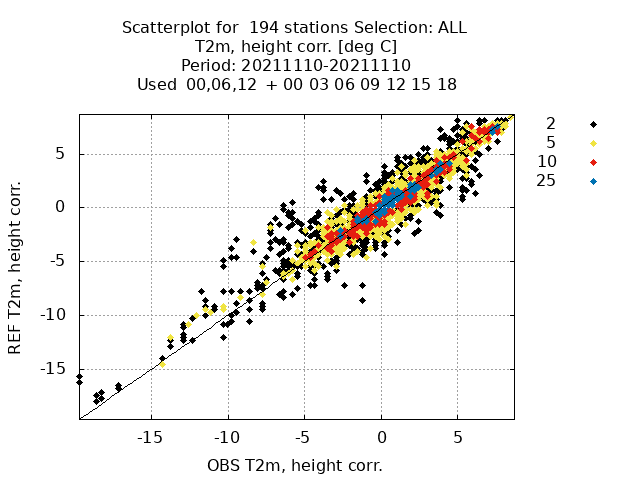 Scatterplot for  194 stations Selection: ALL
T2m, height corr. [deg C]
Period: 20211110-20211110
Used  00,06,12  + 00 03 06 09 12 15 18
2
5
10
25
5
0
-5
-10
-15
REF T2m, height corr.
-15
-10
-5
0
5
OBS T2m, height corr.